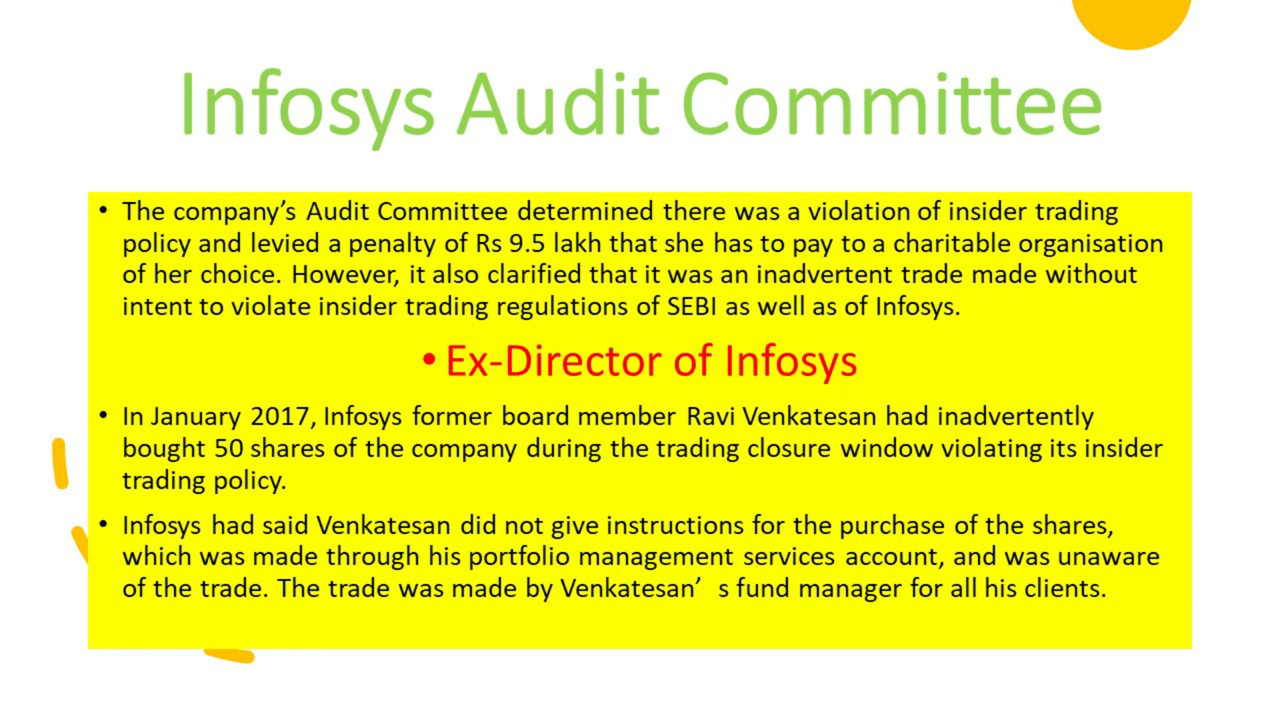 Infosys Audit Committee
• The company’s Audit Committee determined there was a violation of insider trading
policy and levied a penalty of Rs 9.5 lakh that she has to pay to a charitable organisation
of her choice. However, it also clarified that it was an inadvertent trade made without
intent to violate insider trading regulations of SEBI as well as of Infosys.
• Ex-Director of Infosys
• In January 2017, Infosys former board member Ravi Venkatesan had inadvertently
bought 50 shares of the company during the trading closure window violating its insider
trading policy.
• Infosys had said Venkatesan did not give instructions for the purchase of the shares,
which was made through his portfolio management services account, and was unaware
of the trade. The trade was made by Venkatesan’ s fund manager for all his clients.